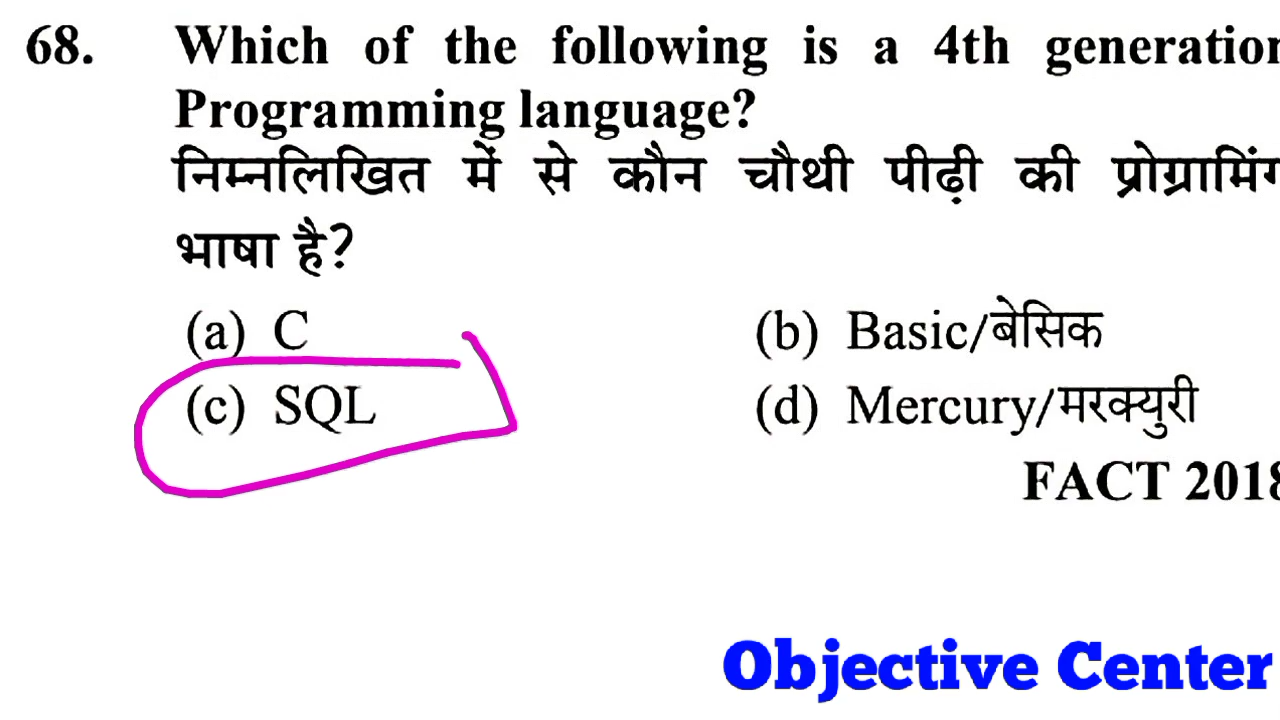 68. Which of the following is a 4th generation
Programming language?
निम्नलिखित में से कौन चौथी पीढ़ी की प्रोग्रामिंग
भाषा है?
(a) C (b) Basic/बेसिक
(c) SQL (d) Mercury/मरक्युरी
FACT 2018
Objective Center